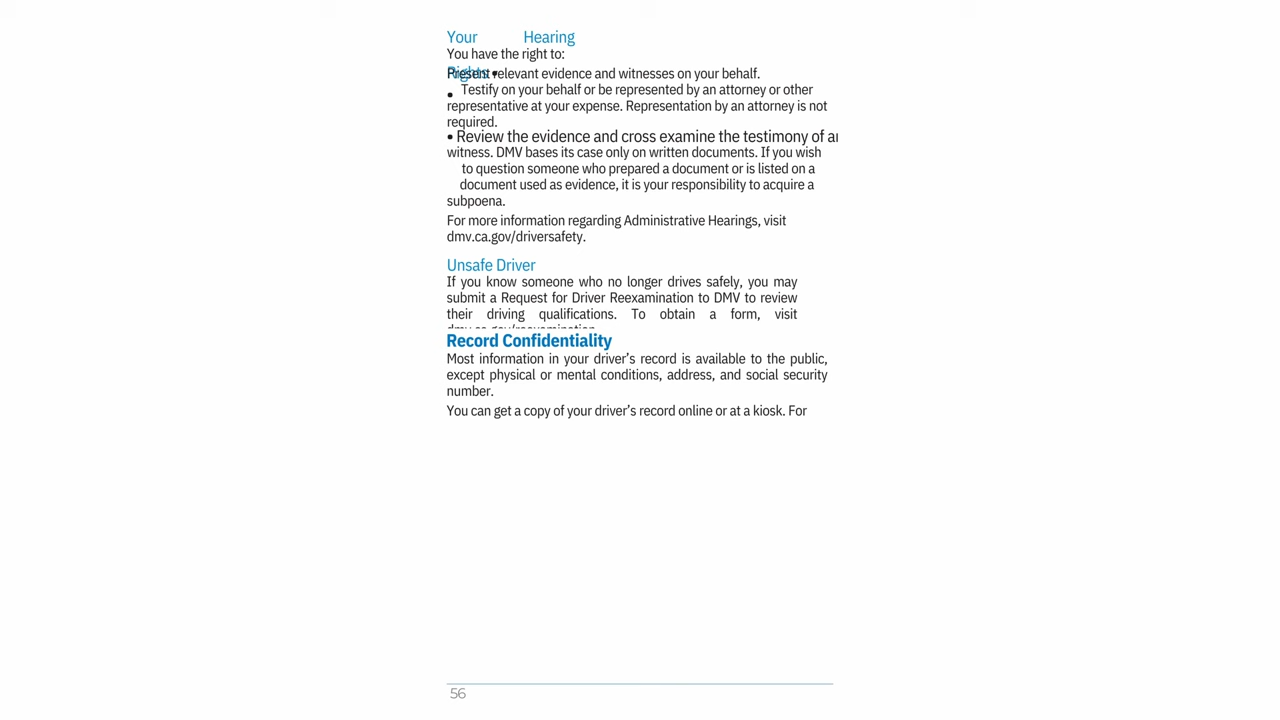 Your Hearing
You have the right to:
Rights •
Present relevant evidence and witnesses on your behalf.
• Testify on your behalf or be represented by an attorney or other
representative at your expense. Representation by an attorney is not
required.
• Review the evidence and cross examine the testimony of
witness. DMV bases its case only on written documents. If you wish
to question someone who prepared a document or is listed on a
document used as evidence, it is your responsibility to acquire a
subpoena.
For more information regarding Administrative Hearings, visit
dmv.ca.gov/driversafety.
Unsafe Driver
If you know someone who no longer drives safely, you may
submit a Request for Driver Reexamination to DMV to review
their driving qualifications. To obtain a form, visit
Record Confidentiality
Most information in your driver’s record is available to the public,
except physical or mental conditions, address, and social security
number.
You can get a copy of your driver’s record online or at a kiosk. For
56